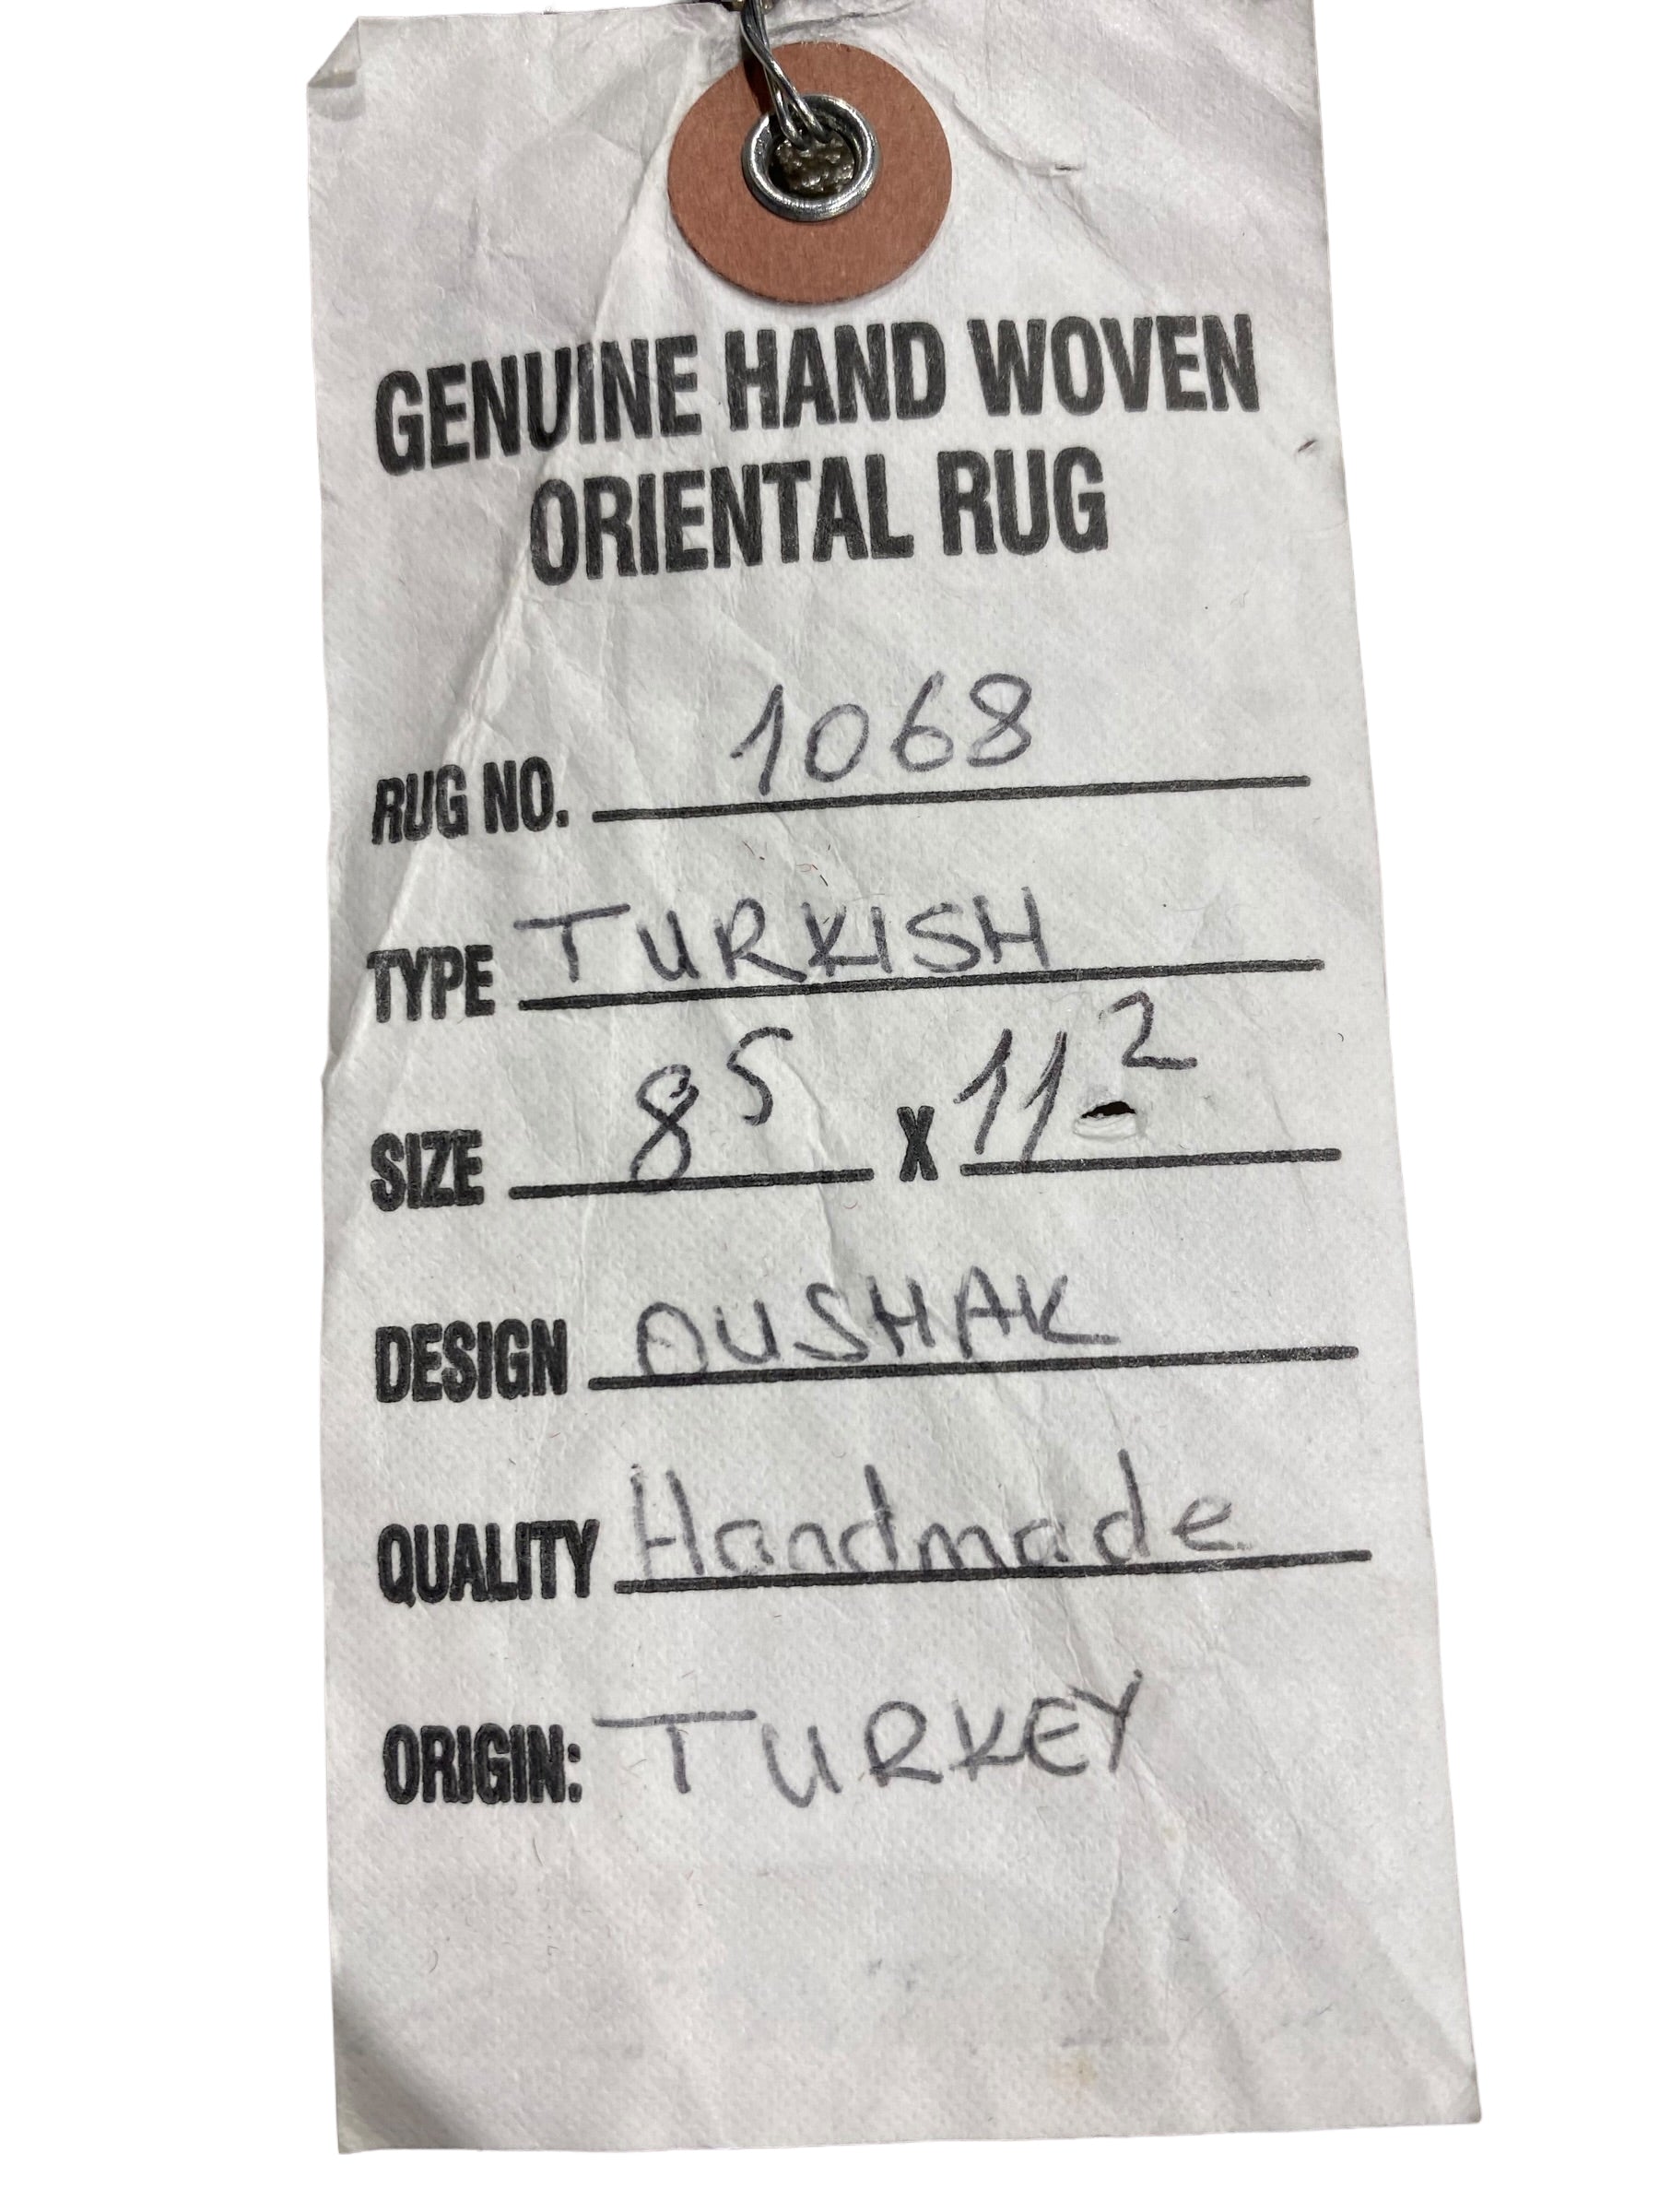 GENUINE HAND WOVEN
ORIENTAL RUG
RUG NO. 1068
TYPE TURKISH
SIZE 8⁵ X 11²
DESIGN OUSHAK
QUALITY Handmade
ORIGIN: TURKEY